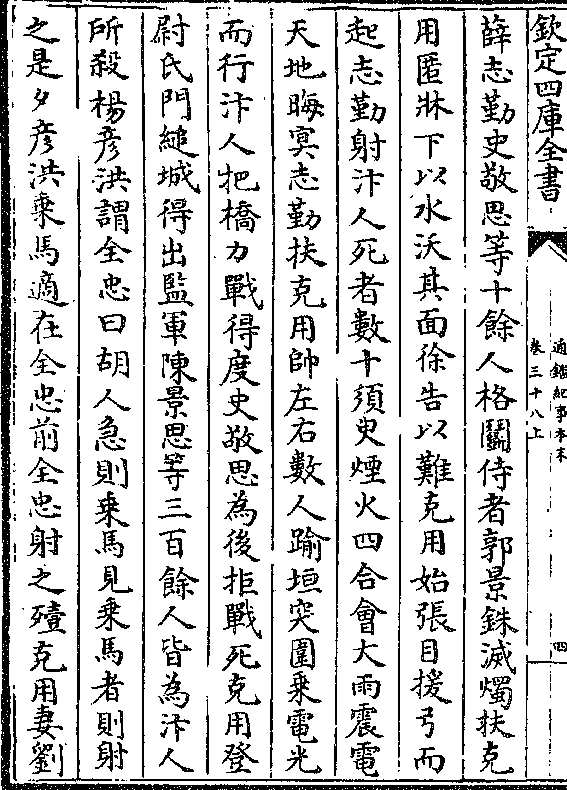 欽定四庫全書
通鑑紀事本末
卷三十八上
四
薛志勤史敬思等十餘人格鬭侍者郭景銖滅燭扶克
用匿牀下以水沃其面徐告以難克用始張目援弓而
起志勤射汴人死者數十須臾煙火四合會大雨震電
天地晦冥志勤扶克用帥左右數人踰垣突圍乗電光
而行汴人扼橋力戰得度史敬思為後拒戰死克用登
尉氏門縋城得出監軍陳景思等三百餘人皆為汴人
所殺楊彦洪謂全忠曰胡人急則乗馬見乗馬者則射
之是夕彦洪乗馬適在全忠前全忠射之殪克用妻劉